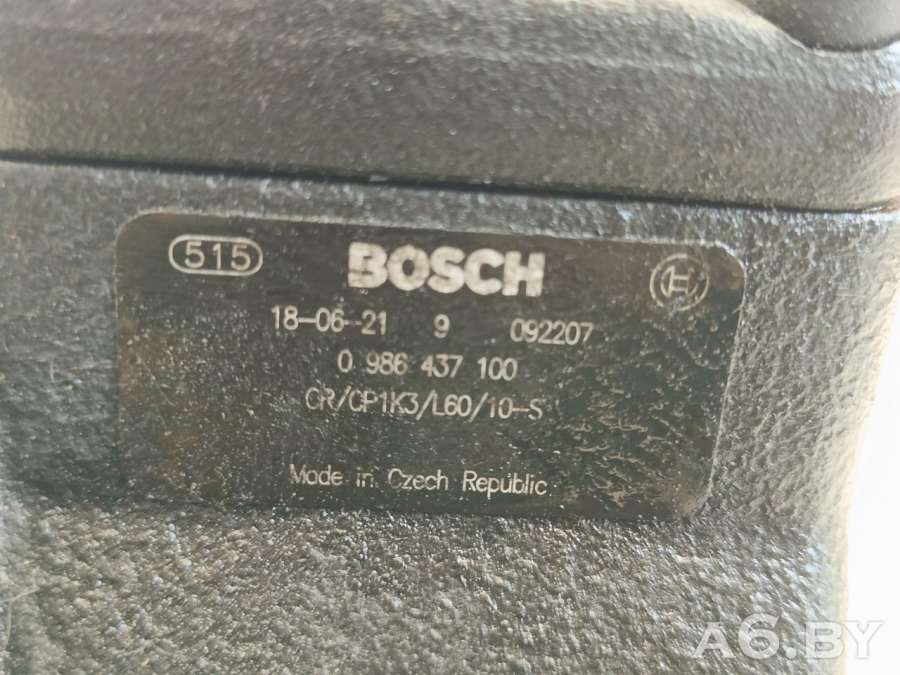 515 BOSCH
18-06-21 9 092207
0 986 437 100
CR/CP1K3/L60/10-S
Made in Czech Republic
A6.BY